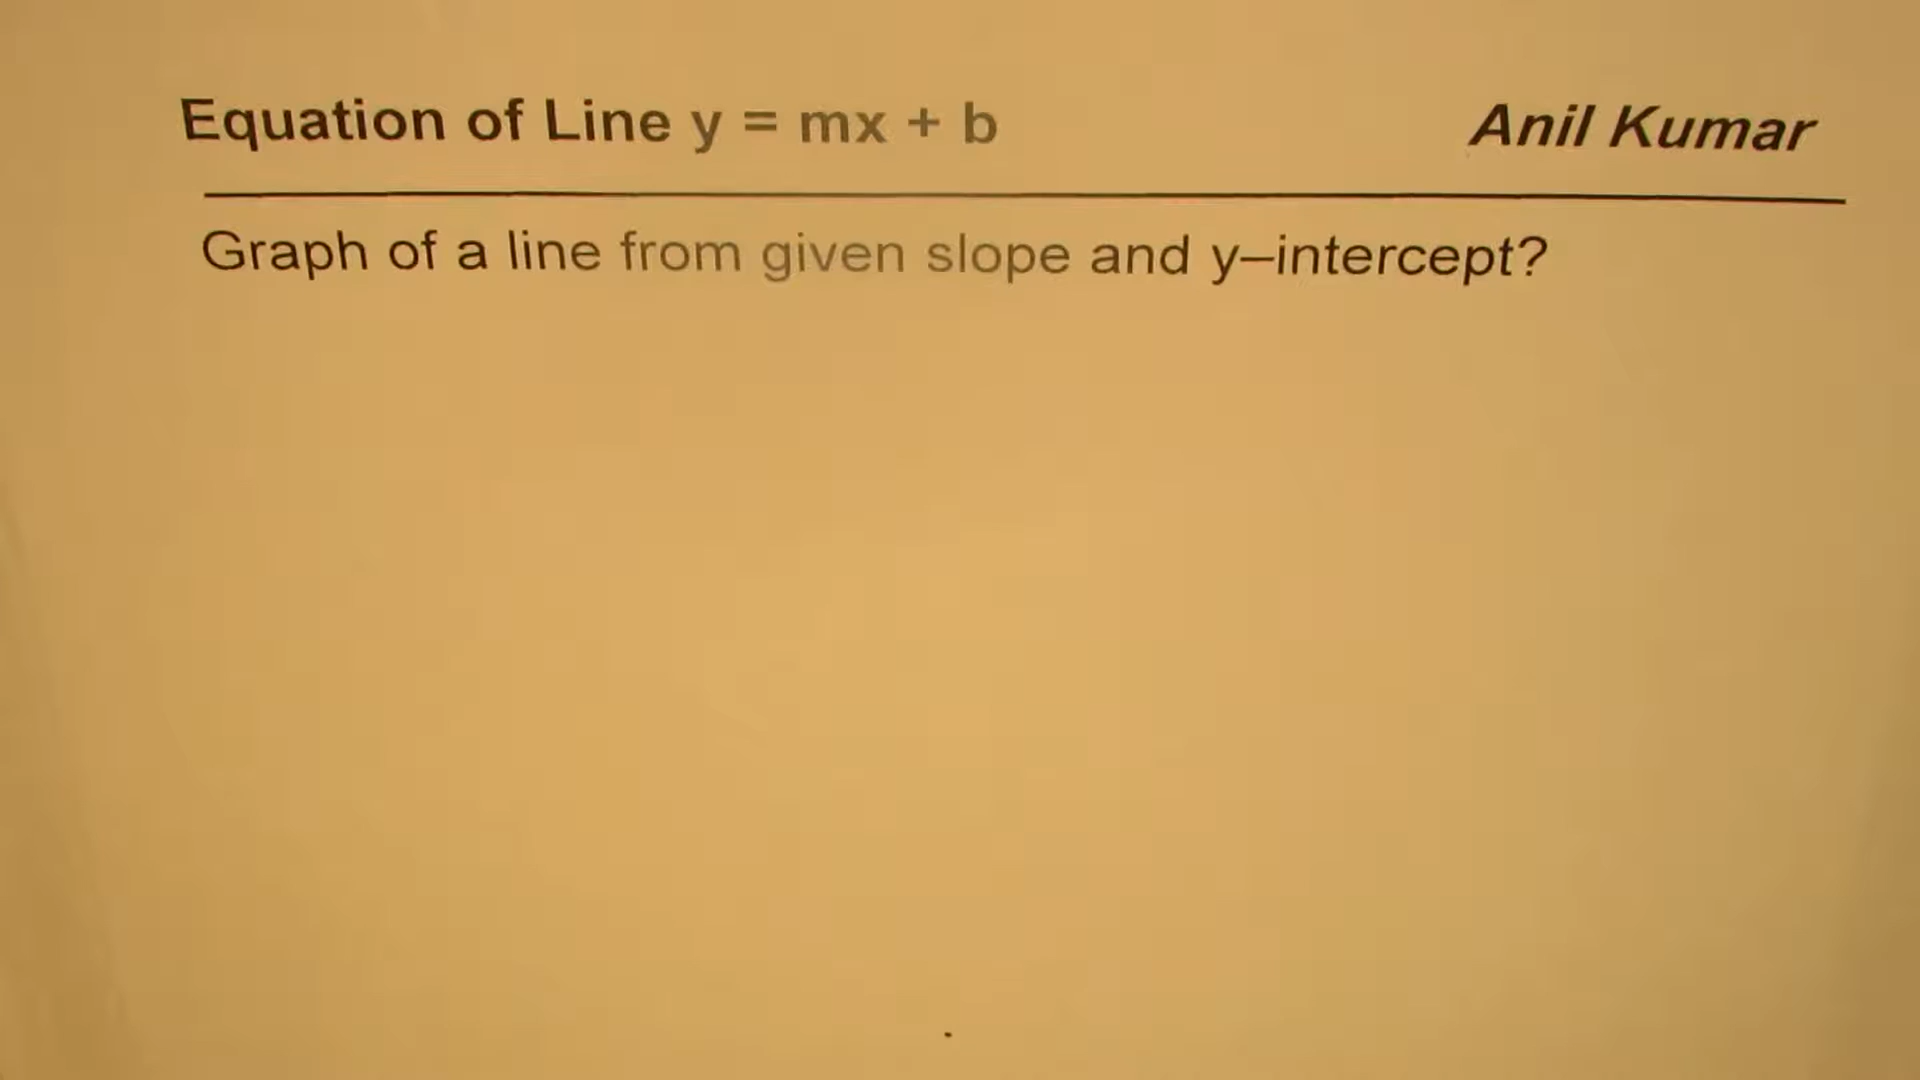 Equation of Line y = mx + b Anil Kumar
Graph of a line from given slope and y–intercept?